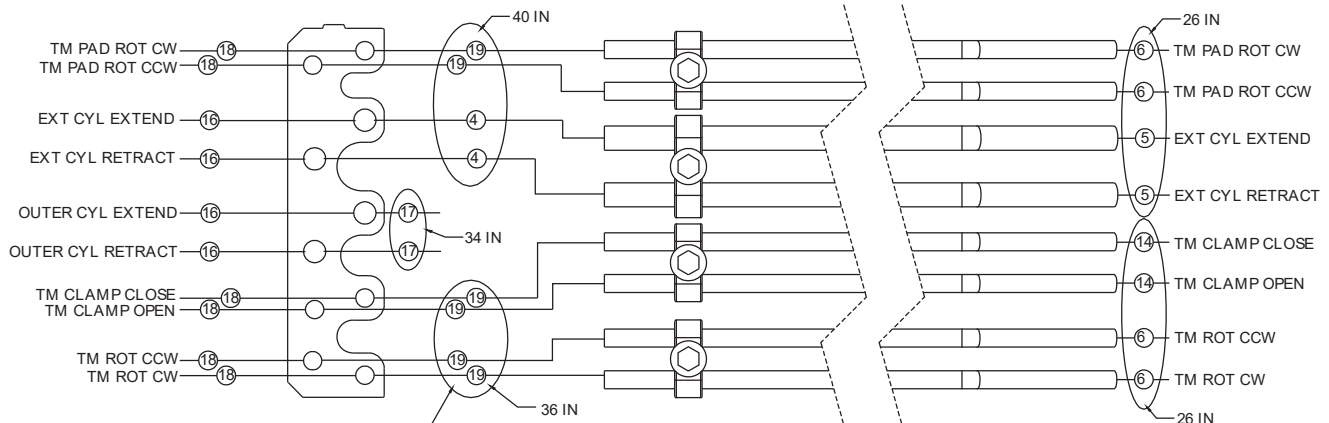 40 IN
26 IN
TM PAD ROT CW 18 19 6 TM PAD ROT CW
TM PAD ROT CCW 18 19 6 TM PAD ROT CCW
EXT CYL EXTEND 16 4 5 EXT CYL EXTEND
EXT CYL RETRACT 16 4 5 EXT CYL RETRACT
OUTER CYL EXTEND 16 17
34 IN
OUTER CYL RETRACT 16 17
14 TM CLAMP CLOSE
14 TM CLAMP OPEN
TM CLAMP CLOSE 18 19
TM CLAMP OPEN 18 19
6 TM ROT CCW
TM ROT CCW 18 19
TM ROT CW 18 19 6 TM ROT CW
36 IN
26 IN